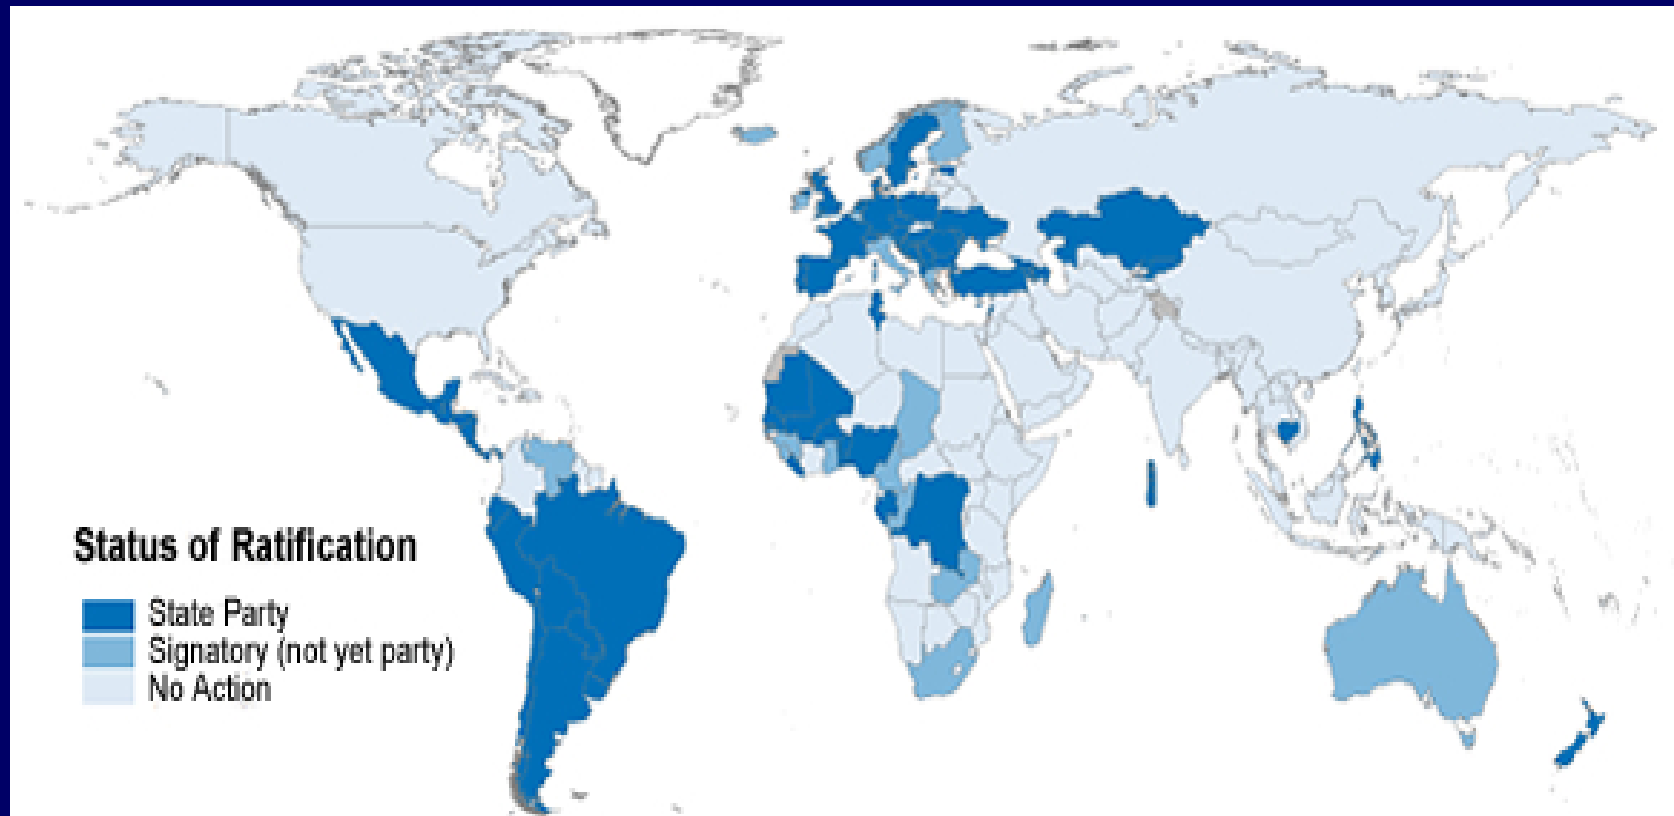 Status of Ratification
State Party
Signatory (not yet party)
No Action